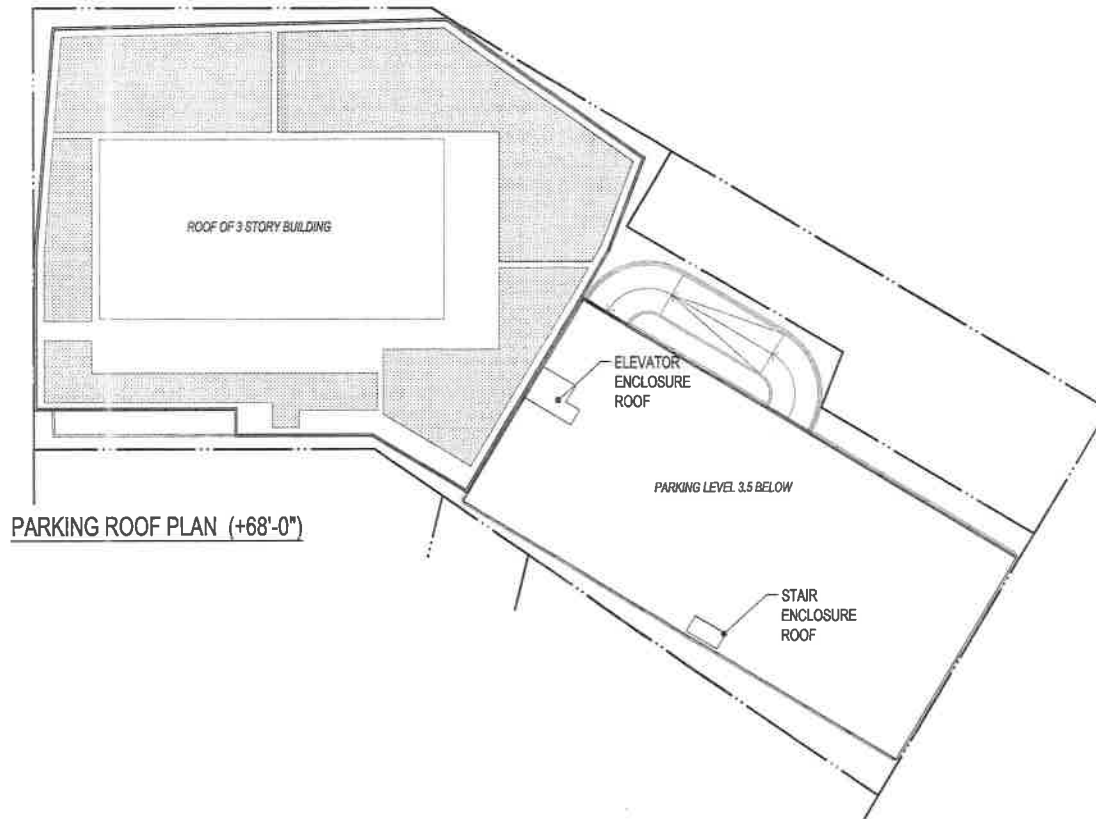 ROOF OF 3 STORY BUILDING
ELEVATOR
ENCLOSURE
ROOF
PARKING LEVEL 3.5 BELOW
PARKING ROOF PLAN (+68'-0")
STAIR
ENCLOSURE
ROOF